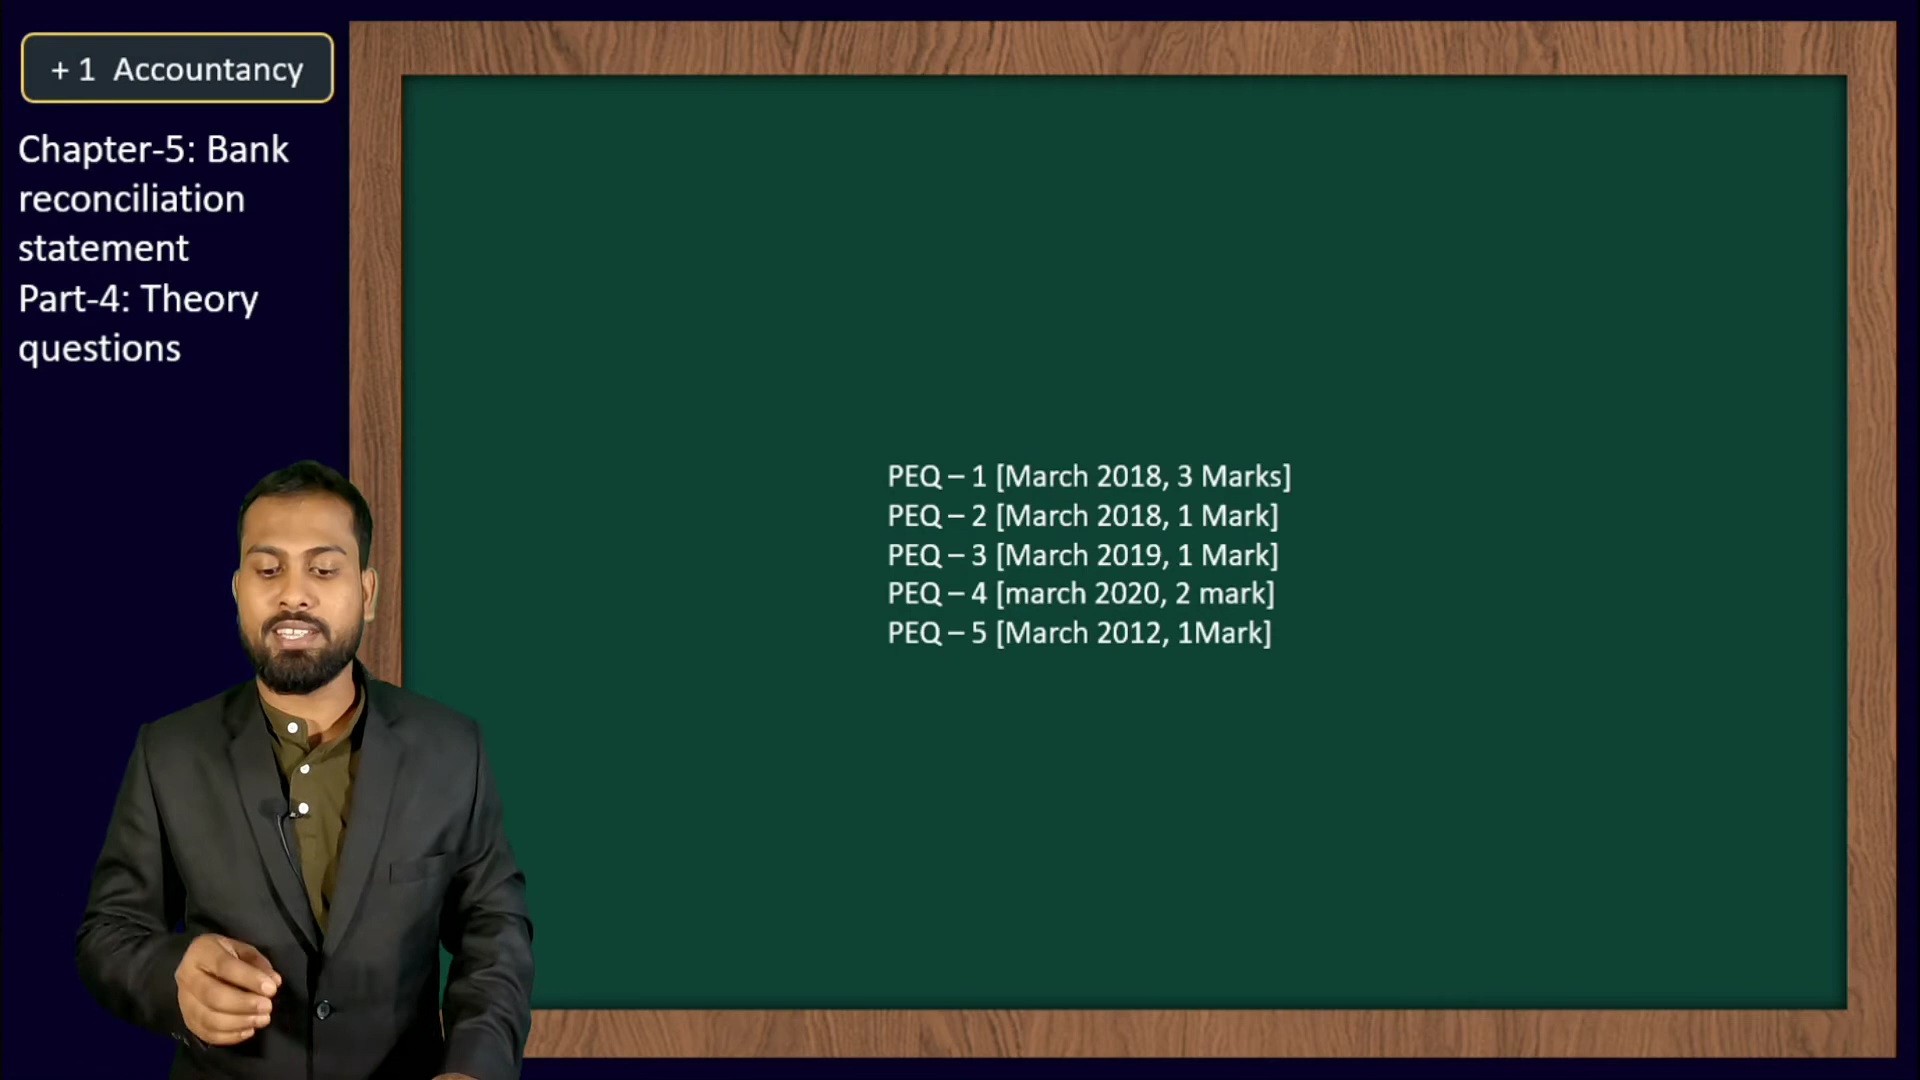 + 1 Accountancy
Chapter-5: Bank
reconciliation
statement
Part-4: Theory
questions
PEQ – 1 [March 2018, 3 Marks]
PEQ – 2 [March 2018, 1 Mark]
PEQ – 3 [March 2019, 1 Mark]
PEQ – 4 [march 2020, 2 mark]
PEQ – 5 [March 2012, 1Mark]